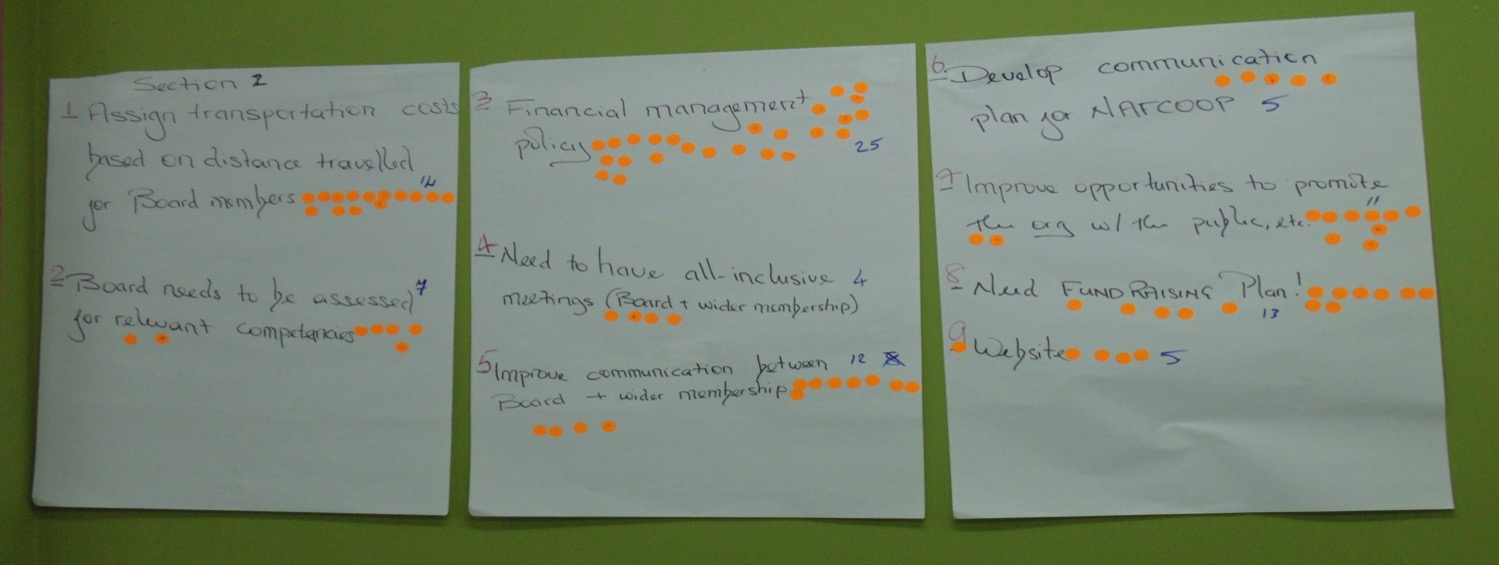 Section 2
1 Assign transportation costs
based on distance travelled
14
for Board members
2 Board needs to be assessed 7
for relevant competancies
3 Financial management
policy
25
4 Need to have all-inclusive 4
meetings (Board + wider membership)
5 Improve communication between 12
Board + wider membership
6 Develop communication
plan for NAFCOOP 5
7 Improve opportunities to promote
11
the org w/ the public, etc.
8 Need FUNDRAISING Plan!
13
9 Website 5